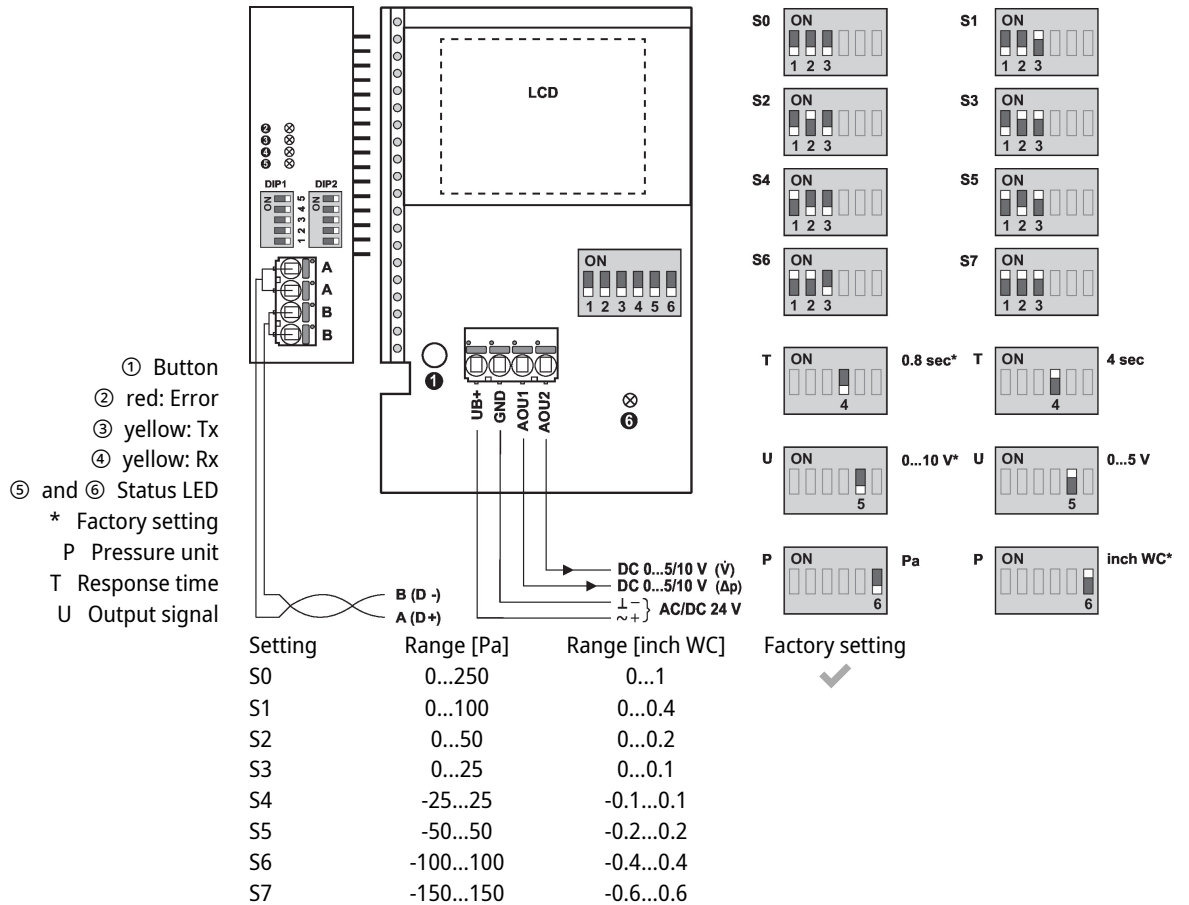 S0 ON
1 2 3
S1 ON
1 2 3
LCD
S2 ON
1 2 3
S3 ON
1 2 3
❷
❸
❹
❺
DIP1 DIP2
ON
1 2 3 4 5
ON
S4 ON
1 2 3
S5 ON
1 2 3
A
A
B
B
ON
1 2 3 4 5 6
S6 ON
1 2 3
S7 ON
1 2 3
❶
UB+
GND
AOU1
AOU2
❻
T ON 0.8 sec*
4
T ON 4 sec
4
U ON 0...10 V*
5
U ON 0...5 V
5
P ON Pa
6
P ON inch WC*
6
① Button
② red: Error
③ yellow: Tx
④ yellow: Rx
⑤ and ⑥ Status LED
* Factory setting
P Pressure unit
T Response time
U Output signal
DC 0...5/10 V (V̇)
DC 0...5/10 V (Δp)
⊥ –
~ + } AC/DC 24 V
B (D -)
A (D+)
Setting Range [Pa] Range [inch WC] Factory setting
S0 0...250 0...1 ✔
S1 0...100 0...0.4
S2 0...50 0...0.2
S3 0...25 0...0.1
S4 -25...25 -0.1...0.1
S5 -50...50 -0.2...0.2
S6 -100...100 -0.4...0.4
S7 -150...150 -0.6...0.6